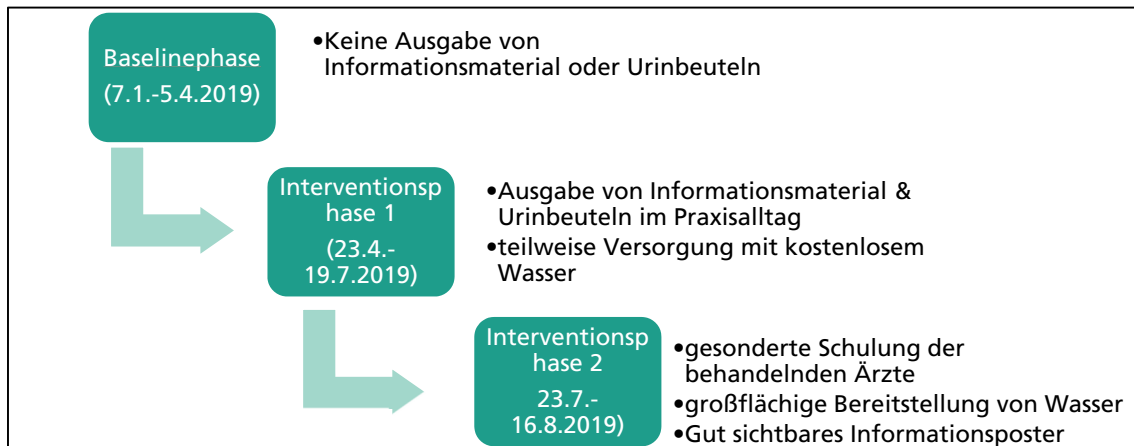 Baselinephase
(7.1.-5.4.2019)
•Keine Ausgabe von
Informationsmaterial oder Urinbeuteln
Interventionsp
hase 1
(23.4.-
19.7.2019)
•Ausgabe von Informationsmaterial &
Urinbeuteln im Praxisalltag
•teilweise Versorgung mit kostenlosem
Wasser
Interventionsp
hase 2
23.7.-
16.8.2019)
•gesonderte Schulung der
behandelnden Ärzte
•großflächige Bereitstellung von Wasser
•Gut sichtbares Informationsposter